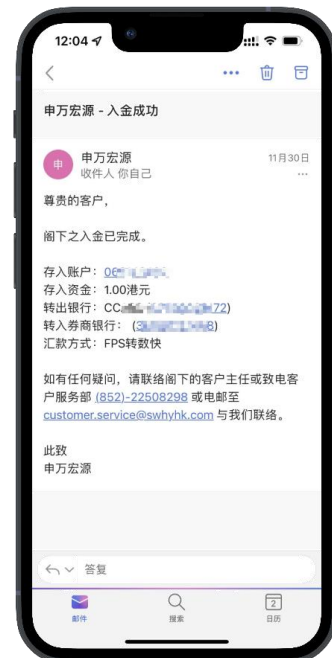 12:04
申万宏源 - 入金成功
申
申万宏源
11月30日
收件人 你自己
尊贵的客户，
阁下之入金已完成。
存入账户：06
存入资金：1.00港元
转出银行：CC 72)
转入券商银行： (3 8)
汇款方式：FPS转数快
如有任何疑问，请联络阁下的客户主任或致电客
户服务部 (852)-22508298 或电邮至
customer.service@swhyhk.com 与我们联络。
此致
申万宏源
答复
邮件
搜索
2
日历